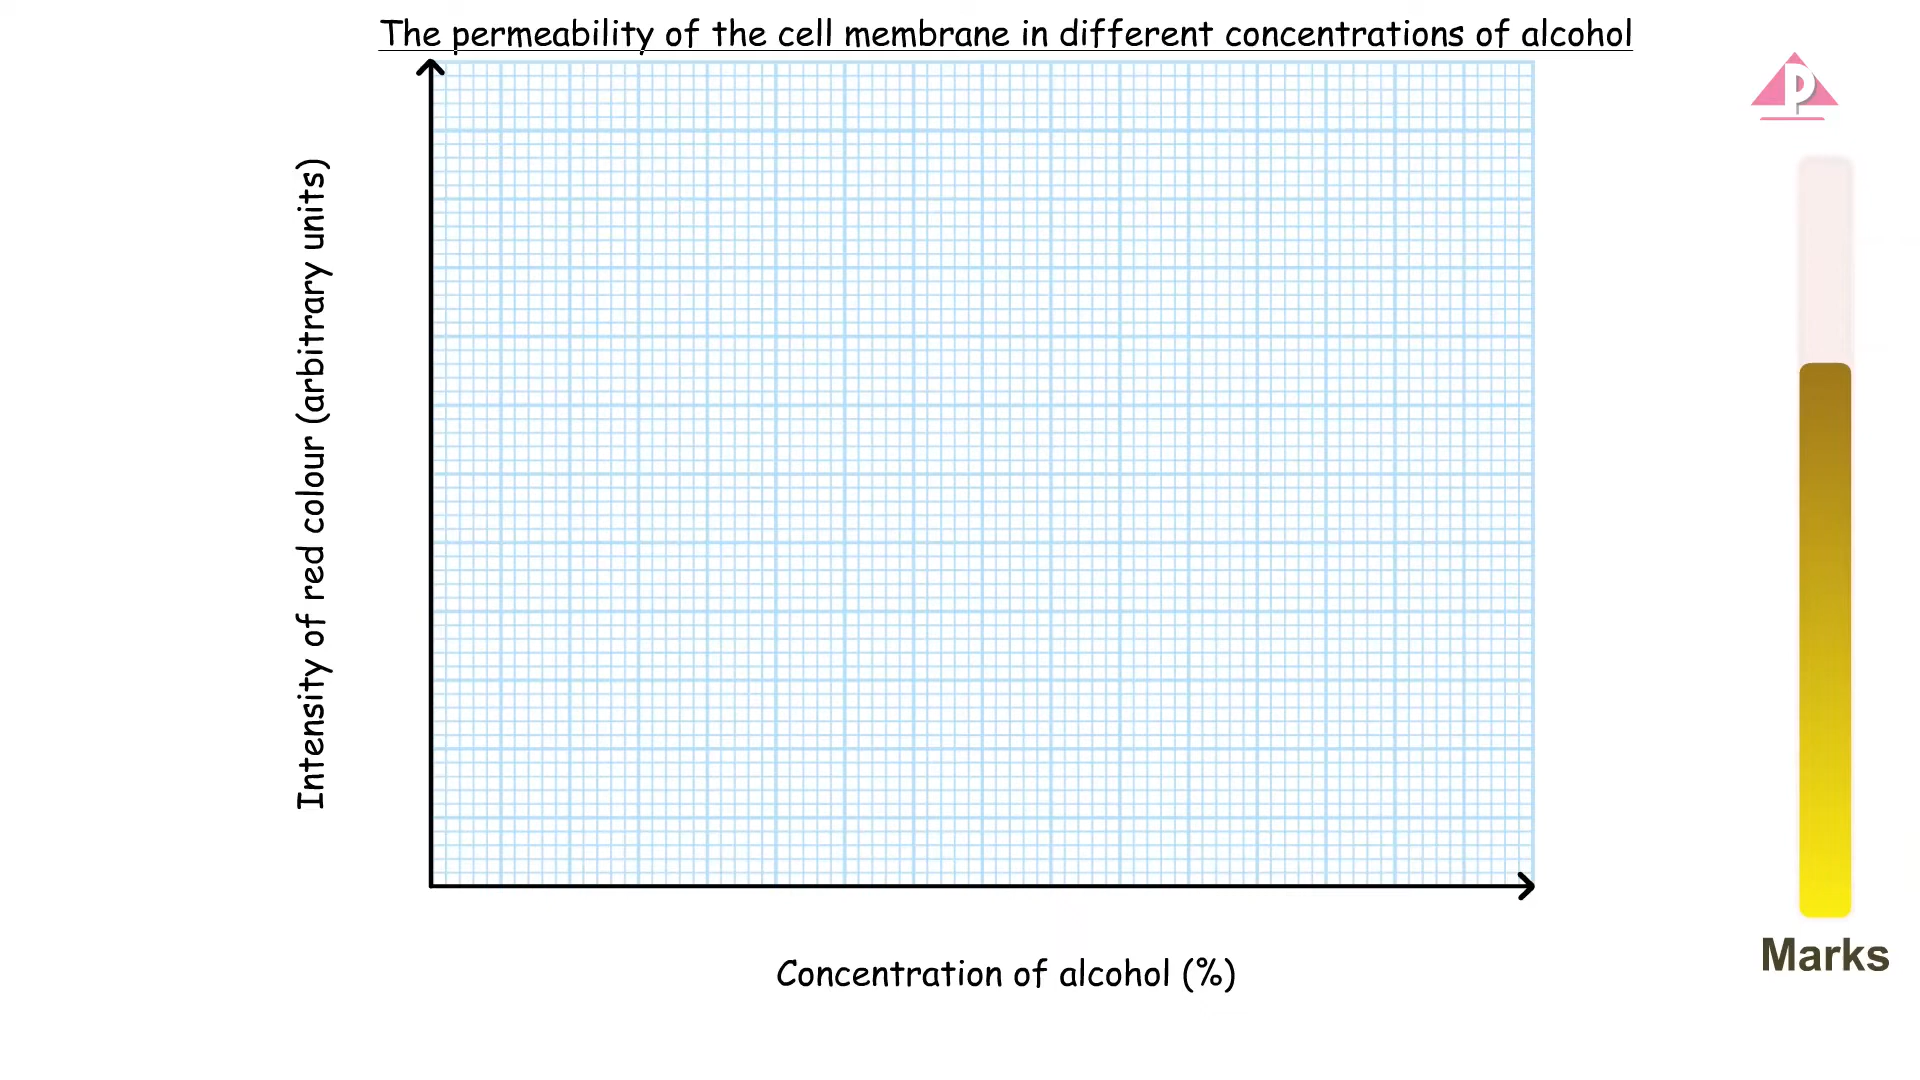 The permeability of the cell membrane in different concentrations of alcohol
P
Intensity of red colour (arbitrary units)
Concentration of alcohol (%)
Marks